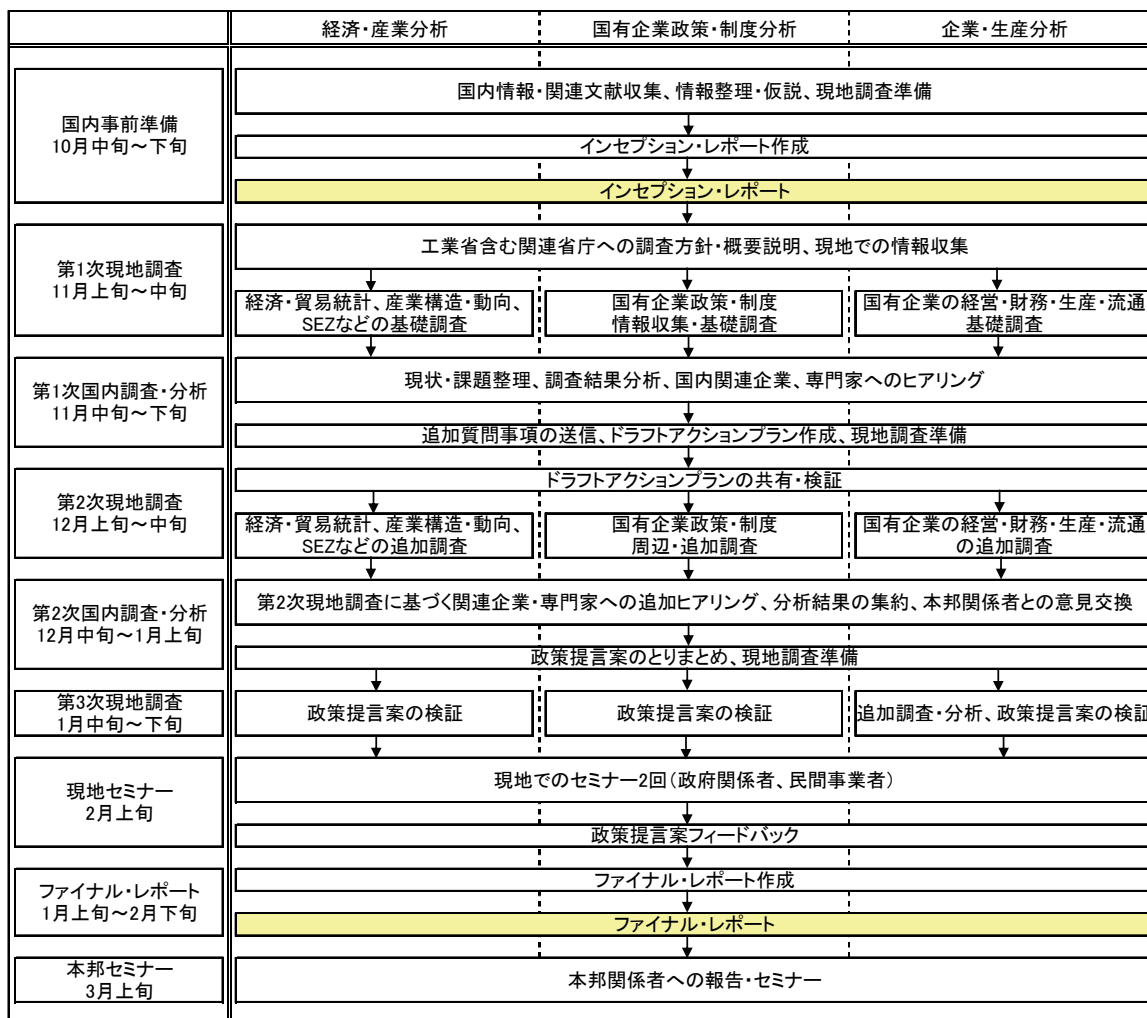 経済・産業分析
国有企業政策・制度分析
企業・生産分析
国内事前準備
10月中旬～下旬
国内情報・関連文献収集、情報整理・仮説、現地調査準備
インセプション・レポート作成
インセプション・レポート
第1次現地調査
11月上旬～中旬
工業省含む関連省庁への調査方針・概要説明、現地での情報収集
経済・貿易統計、産業構造・動向、
SEZなどの基礎調査
国有企業政策・制度
情報収集・基礎調査
国有企業の経営・財務・生産・流通
基礎調査
第1次国内調査・分析
11月中旬～下旬
現状・課題整理、調査結果分析、国内関連企業、専門家へのヒアリング
追加質問事項の送信、ドラフトアクションプラン作成、現地調査準備
第2次現地調査
12月上旬～中旬
ドラフトアクションプランの共有・検証
経済・貿易統計、産業構造・動向、
SEZなどの追加調査
国有企業政策・制度
周辺・追加調査
国有企業の経営・財務・生産・流通
の追加調査
第2次国内調査・分析
12月中旬～1月上旬
第2次現地調査に基づく関連企業・専門家への追加ヒアリング、分析結果の集約、本邦関係者との意見交換
政策提言案のとりまとめ、現地調査準備
第3次現地調査
1月中旬～下旬
政策提言案の検証
政策提言案の検証
追加調査・分析、政策提言案の検証
現地セミナー
2月上旬
現地でのセミナー2回（政府関係者、民間事業者）
政策提言案フィードバック
ファイナル・レポート
1月上旬～2月下旬
ファイナル・レポート作成
ファイナル・レポート
本邦セミナー
3月上旬
本邦関係者への報告・セミナー